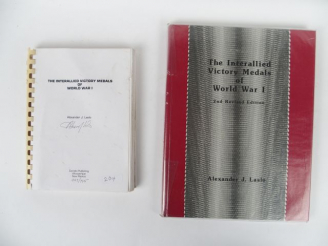 THE INTERALLIED VICTORY MEDALS
OF
WORLD WAR I
Alexander J. Laslo
The Interallied
Victory Medals
of
World War I
2nd Revised Edition
Alexander J. Laslo